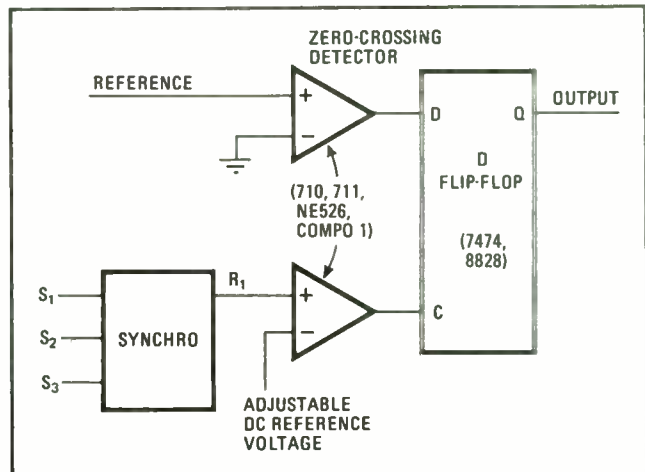 ZERO-CROSSING
DETECTOR
REFERENCE
OUTPUT
+
−
D
Q
D
FLIP-FLOP
(7474,
8828)
(710, 711,
NE526,
COMPO 1)
S₁
S₂
S₃
SYNCHRO
R₁
+
−
C
ADJUSTABLE
DC REFERENCE
VOLTAGE